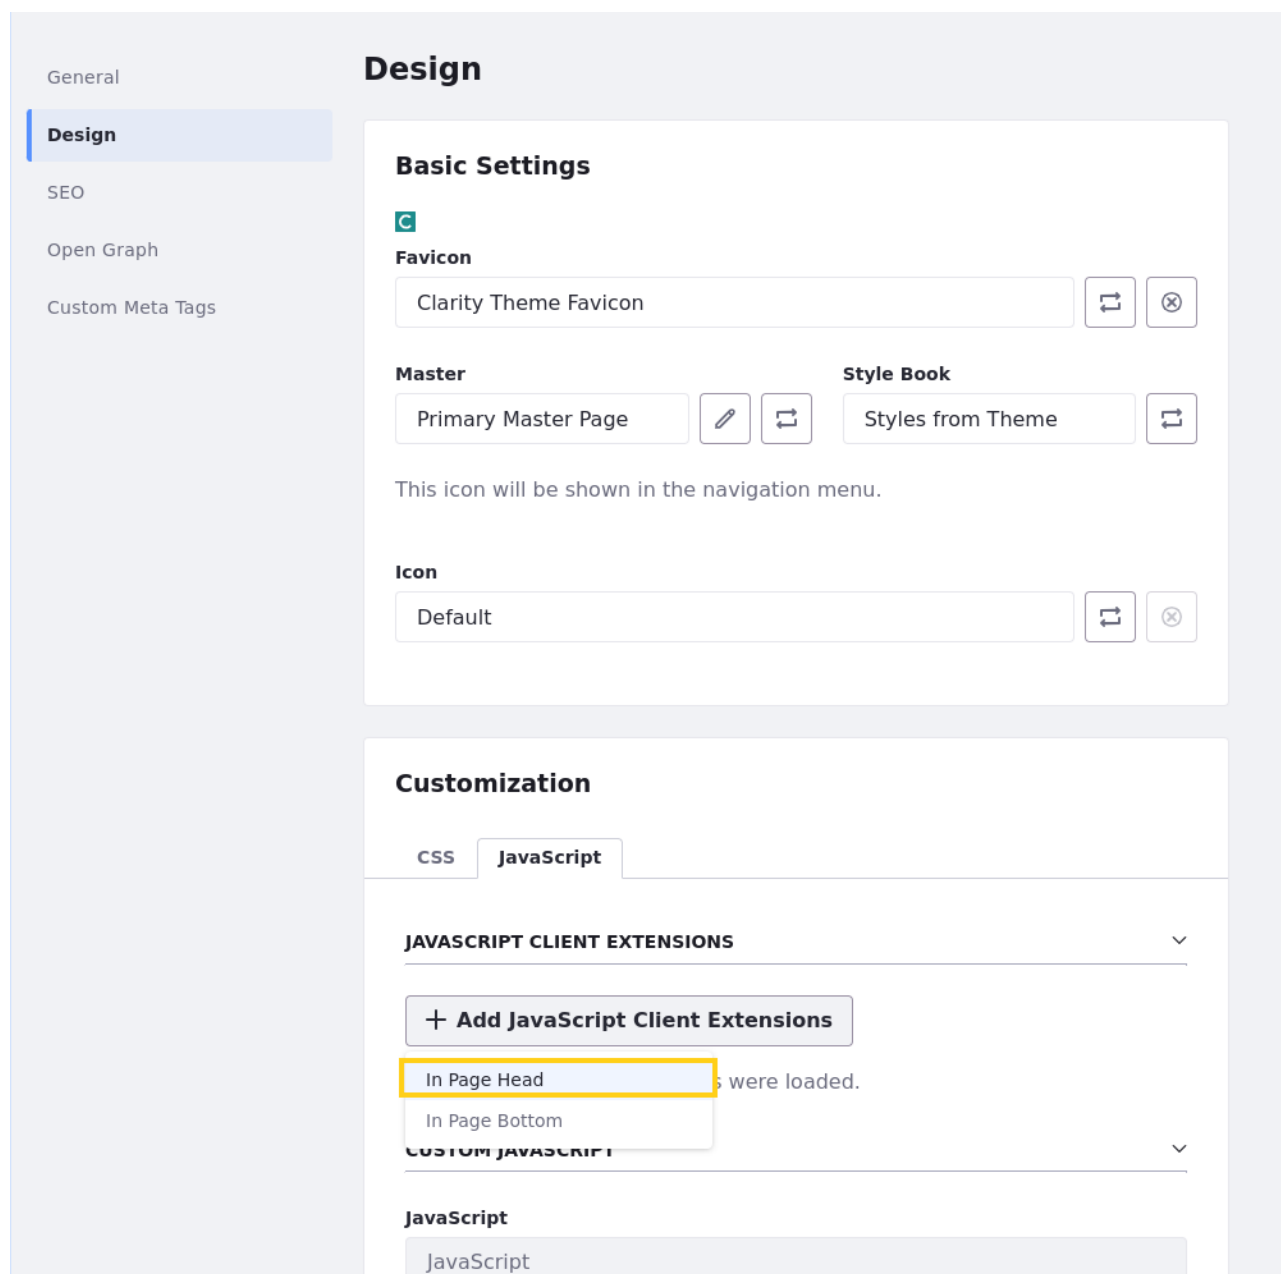 General
Design
SEO
Open Graph
Custom Meta Tags
Design
Basic Settings
C
Favicon
Clarity Theme Favicon
Master
Style Book
Primary Master Page
Styles from Theme
This icon will be shown in the navigation menu.
Icon
Default
Customization
CSS
JavaScript
JAVASCRIPT CLIENT EXTENSIONS
Add JavaScript Client Extensions
In Page Head
were loaded.
In Page Bottom
CUSTOM JAVASCRIPT
JavaScript
JavaScript